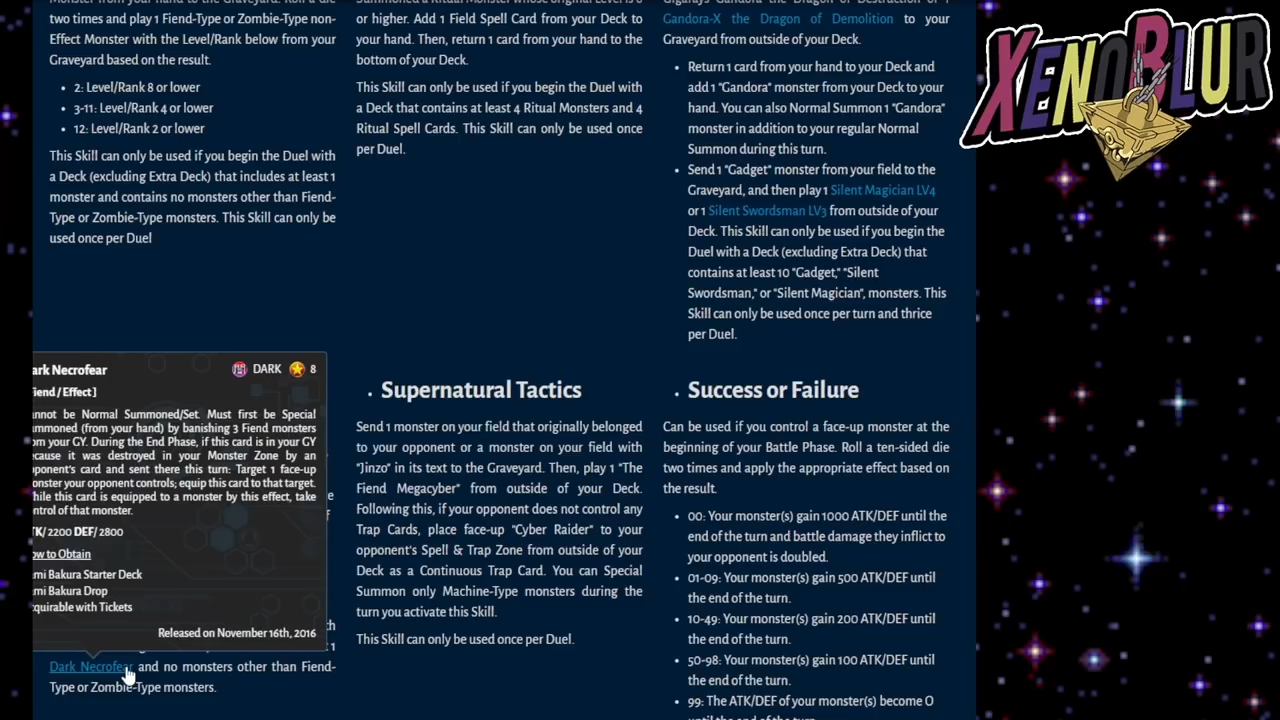 Monster from your hand to the Graveyard. Roll a die
two times and play 1 Fiend-Type or Zombie-Type non-
Effect Monster with the Level/Rank below from your
Graveyard based on the result.
2: Level/Rank 8 or lower
3-11: Level/Rank 4 or lower
12: Level/Rank 2 or lower
This Skill can only be used if you begin the Duel with
a Deck (excluding Extra Deck) that includes at least 1
monster and contains no monsters other than Fiend-
Type or Zombie-Type monsters. This Skill can only be
used once per Duel
Summoned a Ritual Monster whose original Level is 6
or higher. Add 1 Field Spell Card from your Deck to
your hand. Then, return 1 card from your hand to the
bottom of your Deck.
This Skill can only be used if you begin the Duel with
a Deck that contains at least 4 Ritual Monsters and 4
Ritual Spell Cards. This Skill can only be used once
per Duel.
Gigarays Gandora the Dragon of Destruction or 1
Gandora-X the Dragon of Demolition to your
Graveyard from outside of your Deck.
Return 1 card from your hand to your Deck and
add 1 "Gandora" monster from your Deck to your
hand. You can also Normal Summon 1 "Gandora"
monster in addition to your regular Normal
Summon during this turn.
Send 1 "Gadget" monster from your field to the
Graveyard, and then play 1 Silent Magician LV4
or 1 Silent Swordsman LV3 from outside of your
Deck. This Skill can only be used if you begin the
Duel with a Deck (excluding Extra Deck) that
contains at least 10 "Gadget," "Silent
Swordsman," or "Silent Magician", monsters. This
Skill can only be used once per turn and thrice
per Duel.
XENOBLUR
ark Necrofear DARK 8
Fiend / Effect ]
nnot be Normal Summoned/Set. Must first be Special
mmoned (from your hand) by banishing 3 Fiend monsters
om your GY. During the End Phase, if this card is in your GY
ecause it was destroyed in your Monster Zone by an
ponent's card and sent there this turn: Target 1 face-up
onster your opponent controls; equip this card to that target.
hile this card is equipped to a monster by this effect, take
ontrol of that monster.
TK/ 2200 DEF/ 2800
ow to Obtain
ami Bakura Starter Deck
ami Bakura Drop
cquirable with Tickets
Released on November 16th, 2016
Dark Necrofear and no monsters other than Fiend-
Type or Zombie-Type monsters.
Supernatural Tactics
Send 1 monster on your field that originally belonged
to your opponent or a monster on your field with
"Jinzo" in its text to the Graveyard. Then, play 1 "The
Fiend Megacyber" from outside of your Deck.
Following this, if your opponent does not control any
Trap Cards, place face-up "Cyber Raider" to your
opponent's Spell & Trap Zone from outside of your
Deck as a Continuous Trap Card. You can Special
Summon only Machine-Type monsters during the
turn you activate this Skill.
This Skill can only be used once per Duel.
Success or Failure
Can be used if you control a face-up monster at the
beginning of your Battle Phase. Roll a ten-sided die
two times and apply the appropriate effect based on
the result.
00: Your monster(s) gain 1000 ATK/DEF until the
end of the turn and battle damage they inflict to
your opponent is doubled.
01-09: Your monster(s) gain 500 ATK/DEF until
the end of the turn.
10-49: Your monster(s) gain 200 ATK/DEF until
the end of the turn.
50-98: Your monster(s) gain 100 ATK/DEF until
the end of the turn.
99: The ATK/DEF of your monster(s) become 0
until the end of the turn.